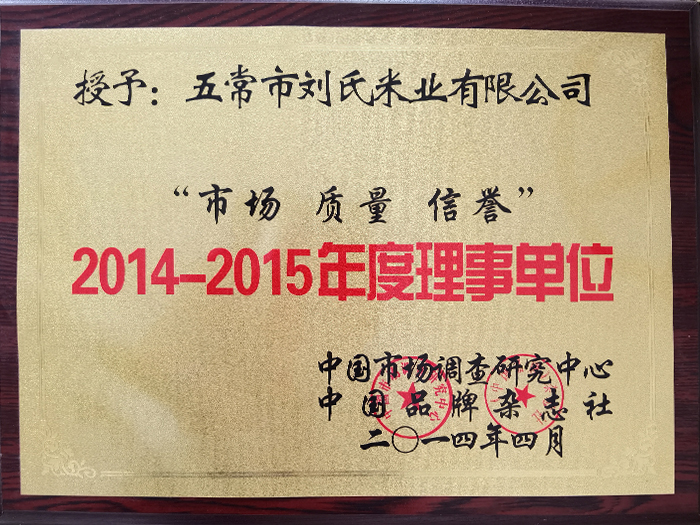 授予：五常市刘氏米业有限公司
“市场 质量 信誉”
2014-2015年度理事单位
中国市场调查研究中心
中国品牌杂志社
二〇一四年四月